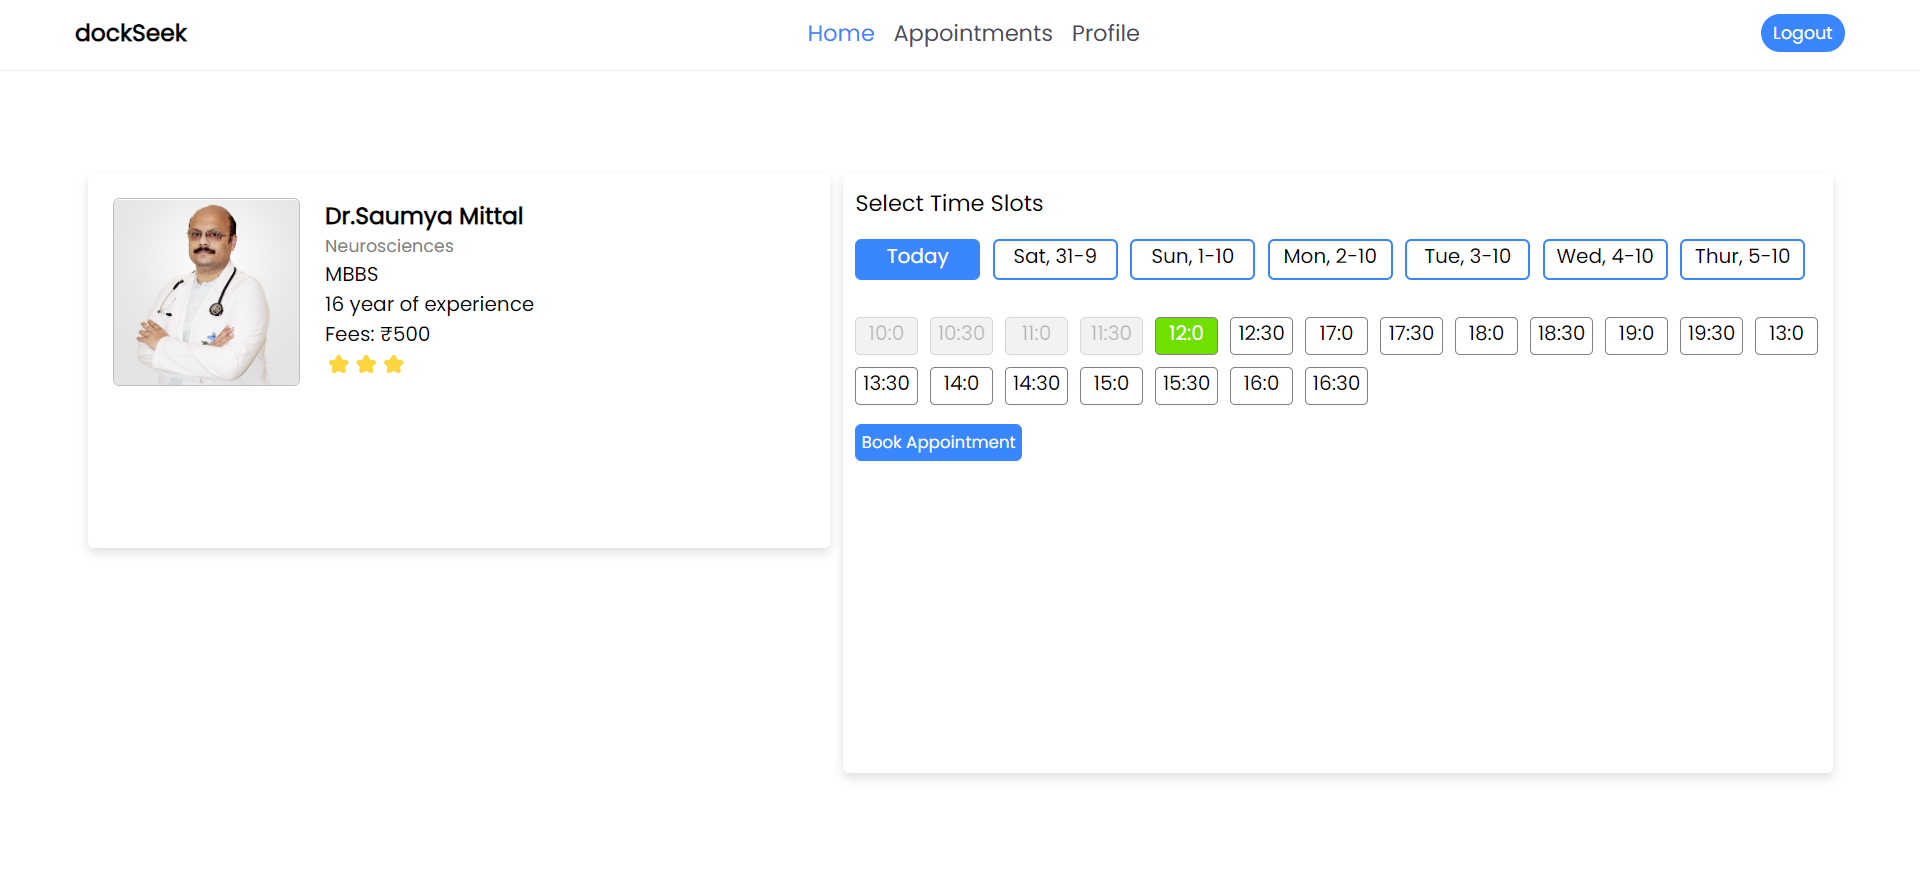 dockSeek
Home Appointments Profile
Logout
Dr.Saumya Mittal
Neurosciences
MBBS
16 year of experience
Fees: ₹500
Select Time Slots
Today Sat, 31-9 Sun, 1-10 Mon, 2-10 Tue, 3-10 Wed, 4-10 Thur, 5-10
10:0 10:30 11:0 11:30 12:0 12:30 17:0 17:30 18:0 18:30 19:0 19:30 13:0
13:30 14:0 14:30 15:0 15:30 16:0 16:30
Book Appointment